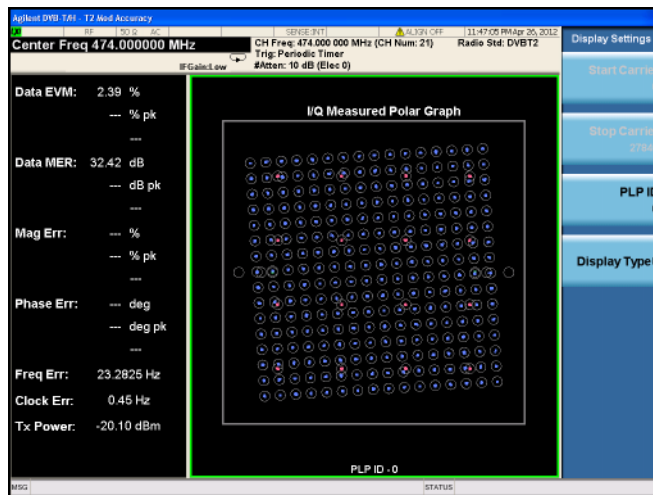 Agilent DVB-T/H - T2 Mod Accuracy
RF 50 Ω AC SENSE:INT ALIGN OFF 11:47:05 PM Apr 26, 2012
Center Freq 474.000000 MHz
CH Freq: 474.000 000 MHz (CH Num: 21) Radio Std: DVBT2
Trig: Periodic Timer
IFGain:Low #Atten: 10 dB (Elec 0)
Display Settings
Start Carrie
Stop Carrie
2784
PLP ID
Display Type
Data EVM: 2.39 %
--- % pk
---
Data MER: 32.42 dB
--- dB pk
---
Mag Err: --- %
--- % pk
---
Phase Err: --- deg
--- deg pk
---
Freq Err: 23.2825 Hz
Clock Err: 0.45 Hz
Tx Power: -20.10 dBm
I/Q Measured Polar Graph
PLP ID - 0
MSG STATUS